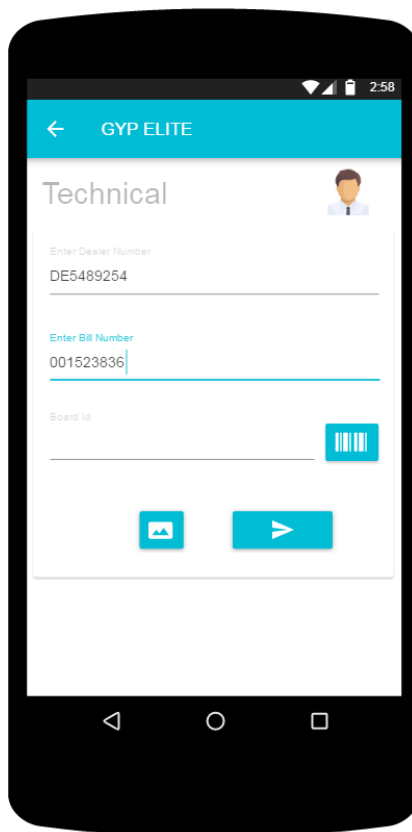 2:58
GYP ELITE
Technical
Enter Dealer Number
DE5489254
Enter Bill Number
001523836
Board Id